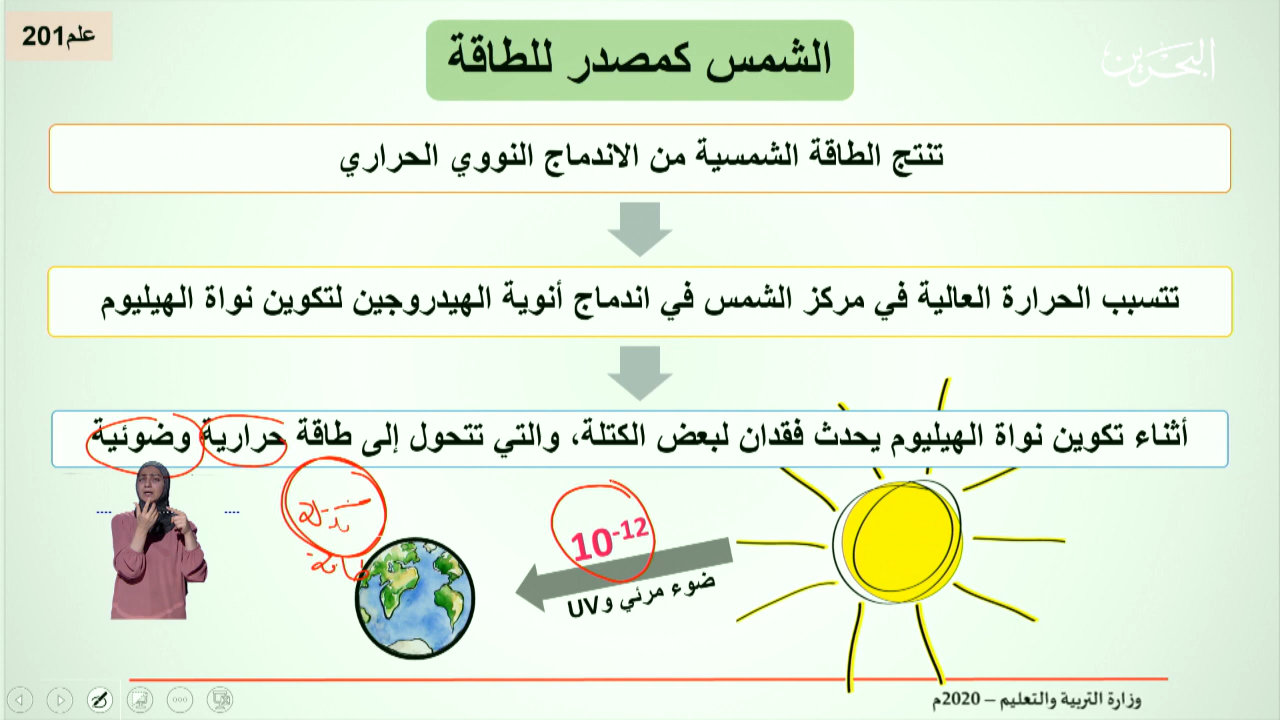 علم201
البحرين
الشمس كمصدر للطاقة
تنتج الطاقة الشمسية من الاندماج النووي الحراري
تتسبب الحرارة العالية في مركز الشمس في اندماج أنوية الهيدروجين لتكوين نواة الهيليوم
أثناء تكوين نواة الهيليوم يحدث فقدان لبعض الكتلة، والتي تتحول إلى طاقة حرارية وضوئية
10-12
ضوء مرئي وUV
طاقة
وزارة التربية والتعليم – 2020م